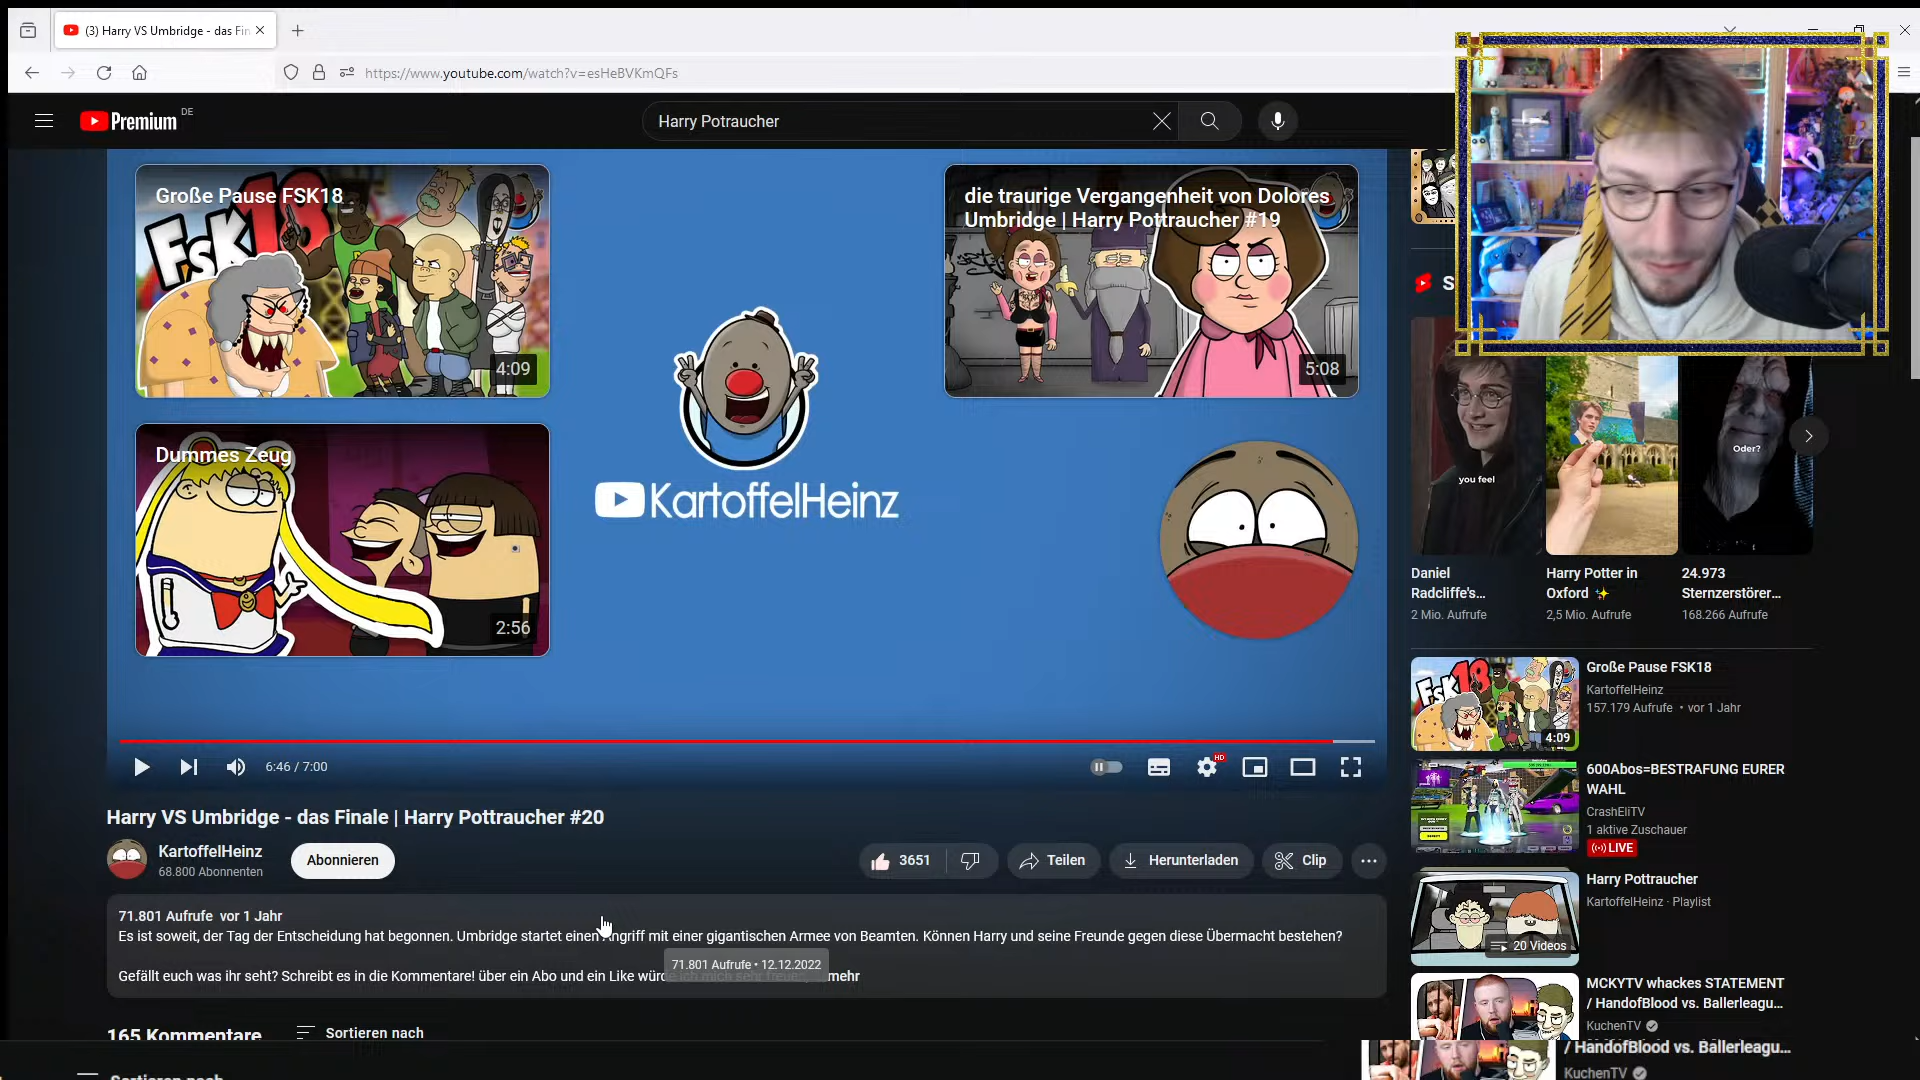 (3) Harry VS Umbridge - das Fin
https://www.youtube.com/watch?v=esHeBVKmQFs
Premium DE
Harry Potraucher
Große Pause FSK18
FSK18
4:09
die traurige Vergangenheit von Dolores
Umbridge | Harry Pottraucher #19
5:08
Dummes Zeug
2:56
KartoffelHeinz
6:46 / 7:00
HD
Harry VS Umbridge - das Finale | Harry Pottraucher #20
KartoffelHeinz
68.800 Abonnenten
Abonnieren
3651
Teilen
Herunterladen
Clip
71.801 Aufrufe vor 1 Jahr
Es ist soweit, der Tag der Entscheidung hat begonnen. Umbridge startet einen Angriff mit einer gigantischen Armee von Beamten. Können Harry und seine Freunde gegen diese Übermacht bestehen?
71.801 Aufrufe • 12.12.2022
Gefällt euch was ihr seht? Schreibt es in die Kommentare! über ein Abo und ein Like würde ich mich sehr freuen mehr
165 Kommentare
Sortieren nach
Sortieren nach
S
you feel
Oder?
Daniel
Radcliffe's...
2 Mio. Aufrufe
Harry Potter in
Oxford ✨
2,5 Mio. Aufrufe
24.973
Sternzerstörer...
168.266 Aufrufe
FSK18
4:09
Große Pause FSK18
KartoffelHeinz
157.179 Aufrufe • vor 1 Jahr
600Abos=BESTRAFUNG EURER
WAHL
CrashEliTV
1 aktive Zuschauer
LIVE
20 Videos
Harry Pottraucher
KartoffelHeinz · Playlist
MCKYTV whackes STATEMENT
/ HandofBlood vs. Ballerleagu...
KuchenTV
/ HandofBlood vs. Ballerleagu...
KuchenTV